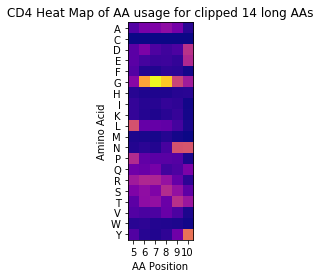 CD4 Heat Map of AA usage for clipped 14 long AAs
Amino Acid
A
C
D
E
F
G
H
I
K
L
M
N
P
Q
R
S
T
V
W
Y
5 6 7 8 9 10
AA Position